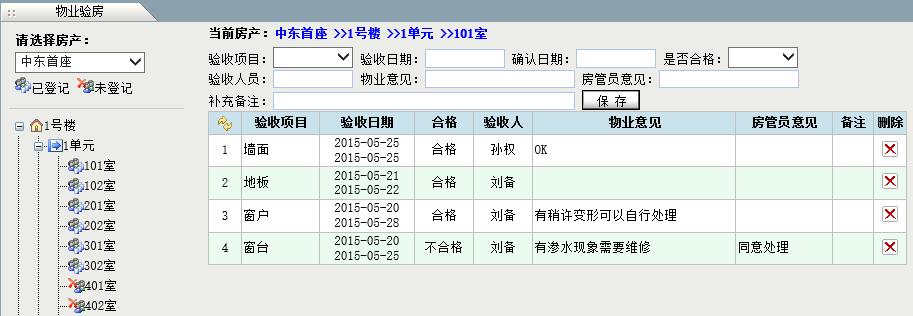 物业验房
请选择房产：
中东首座
已登记 未登记
1号楼
1单元
101室
102室
201室
202室
301室
302室
401室
402室
当前房产：中东首座 >>1号楼 >>1单元 >>101室
验收项目： 验收日期： 确认日期： 是否合格：
验收人员： 物业意见： 房管员意见：
补充备注： 保 存
验收项目 验收日期 合格 验收人 物业意见 房管员意见 备注 删除
1 墙面 2015-05-25 合格 孙权 OK
2015-05-25
2 地板 2015-05-21 合格 刘备
2015-05-22
3 窗户 2015-05-20 合格 刘备 有稍许变形可以自行处理
2015-05-28
4 窗台 2015-05-20 不合格 刘备 有渗水现象需要维修 同意处理
2015-05-25